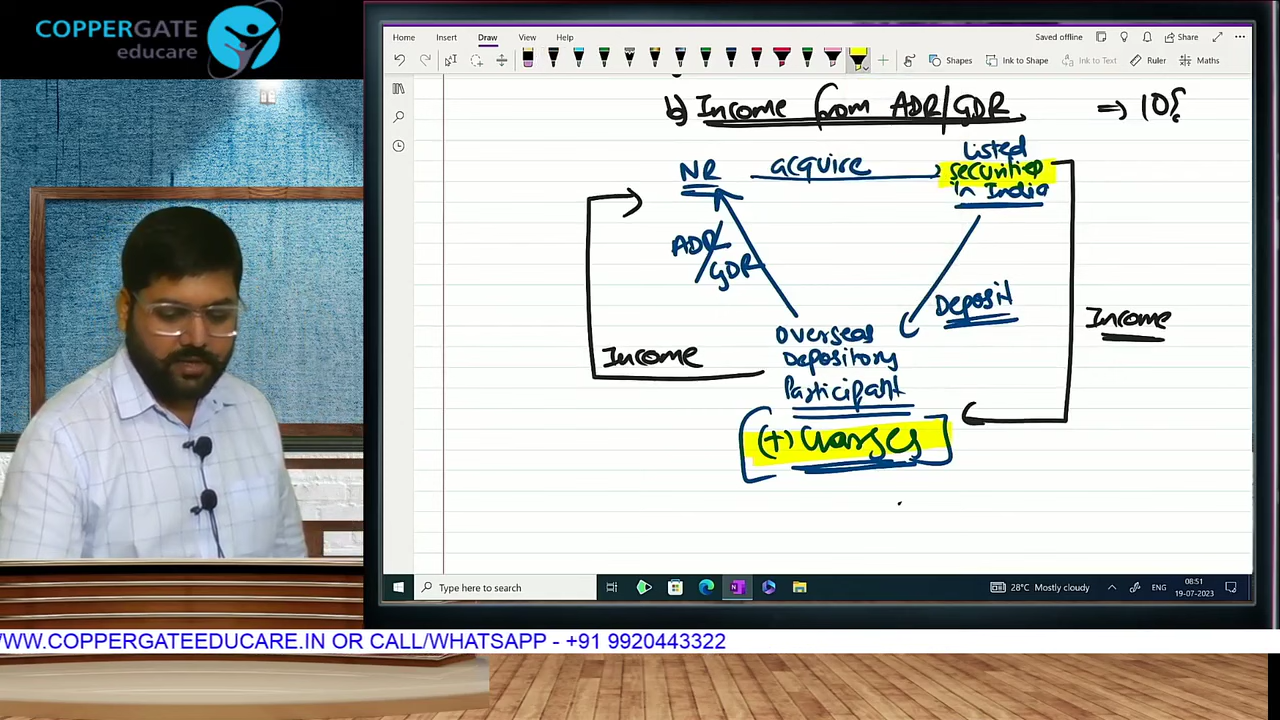 COPPERGATE
educare
Home Insert Draw View Help
Saved offline
Share
Shapes
Ink to Shape
Ink to Text
Ruler
Maths
b) Income from ADR/GDR => 10%
NR
acquire
Listed
securities
in India
ADR/
GDR
Deposit
Overseas
Depository
Participant
Income
Income
(+) charges
Type here to search
28°C Mostly cloudy
ENG
08:51
19-07-2023
WWW.COPPERGATEEDUCARE.IN OR CALL/WHATSAPP - +91 9920443322